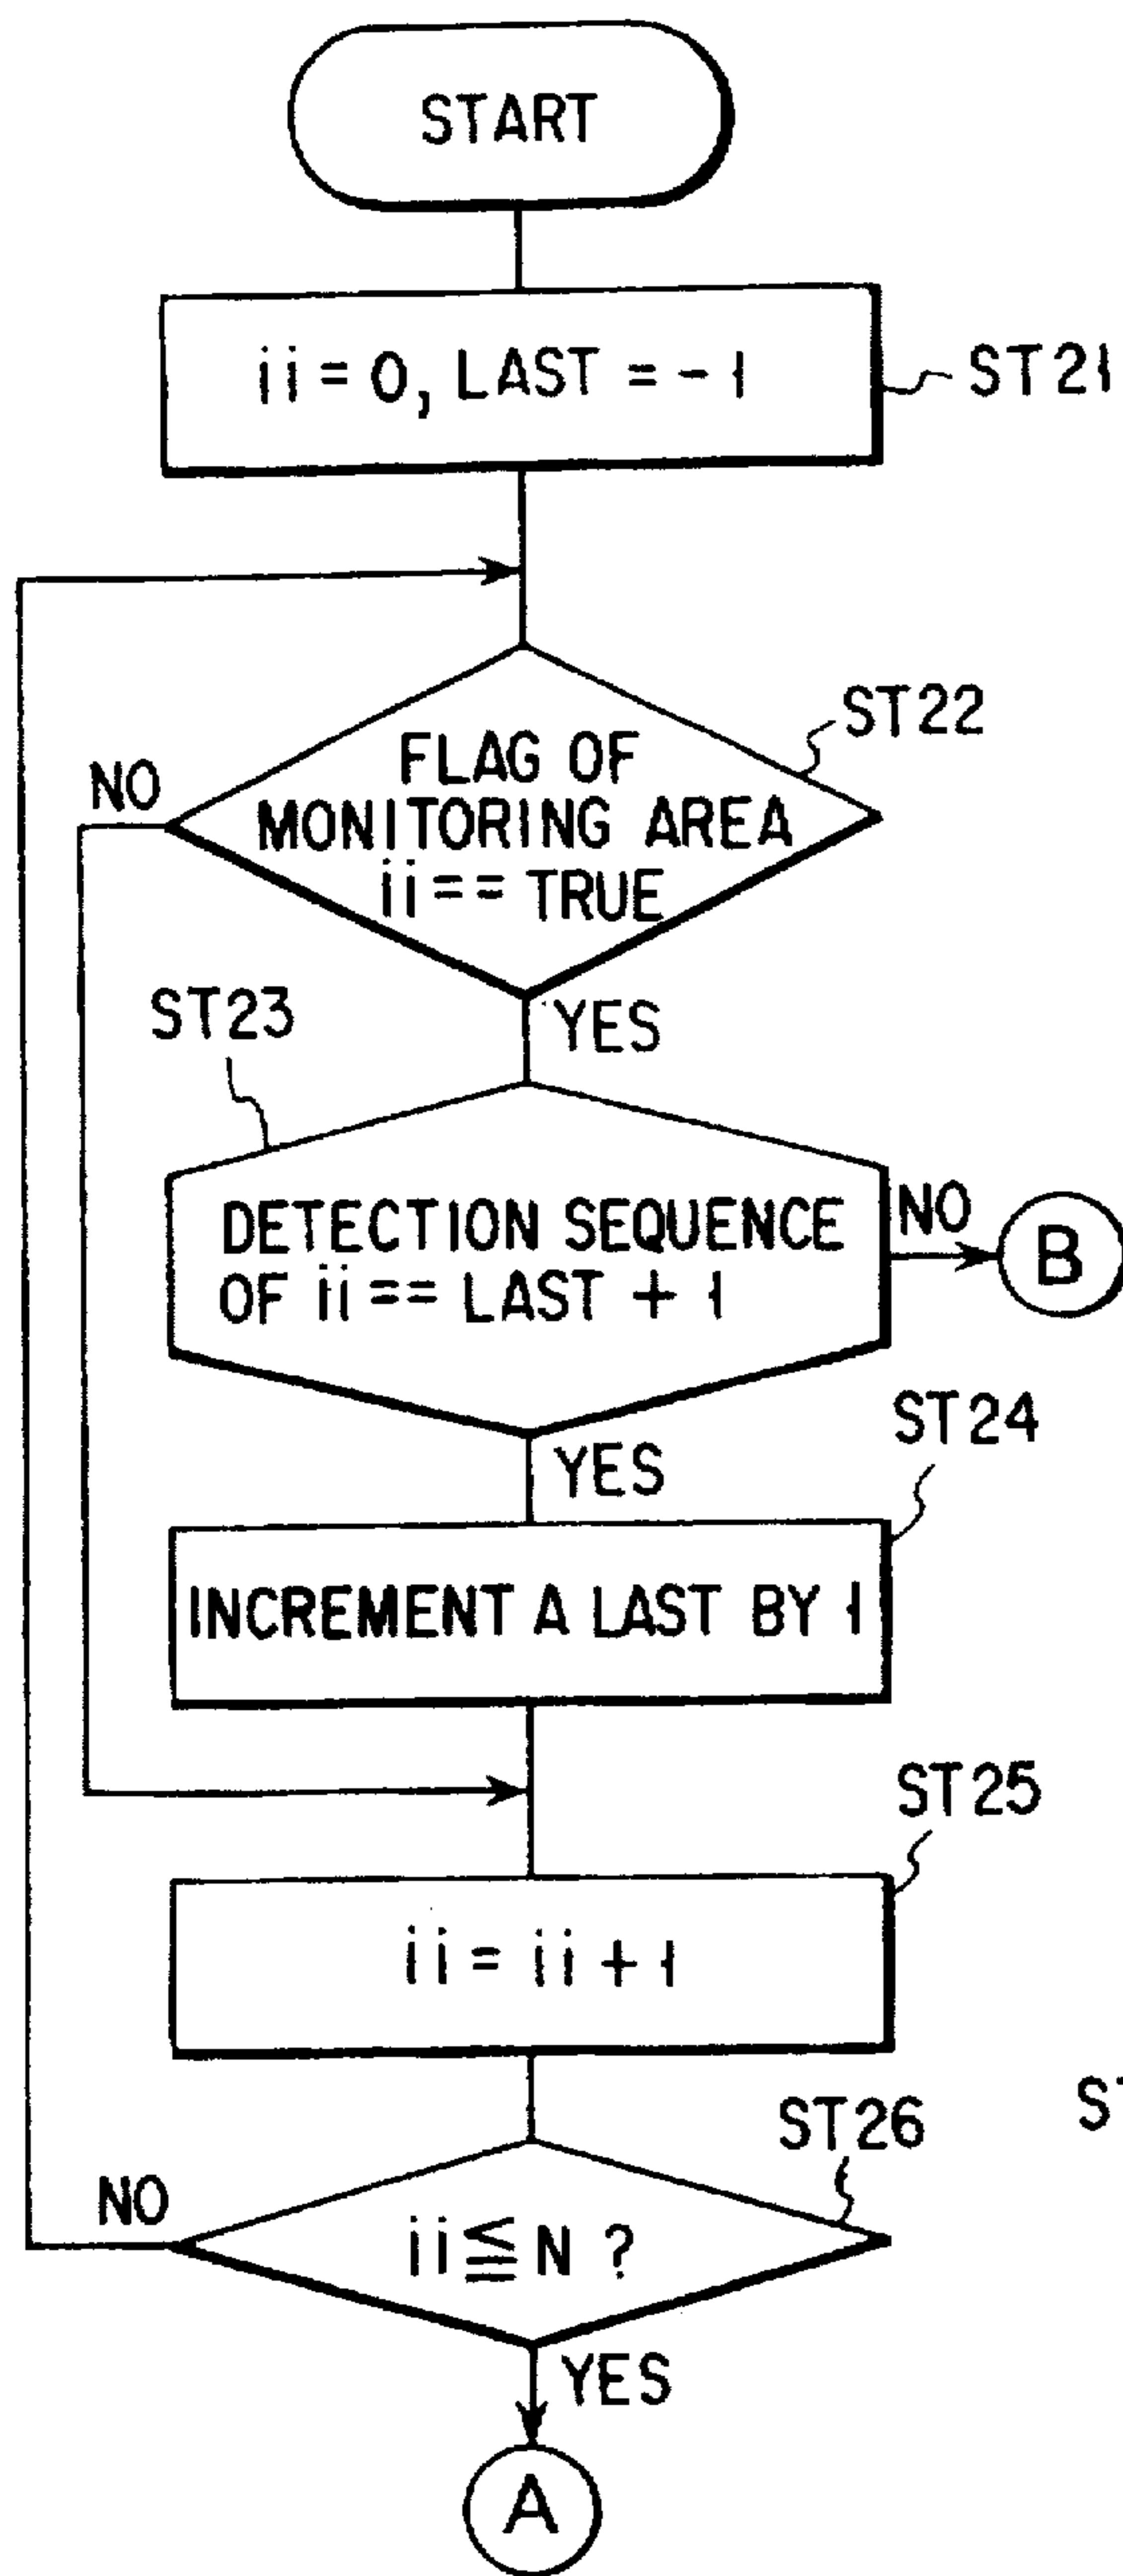 START
ii = 0, LAST = -1
ST21
ST22
FLAG OF
MONITORING AREA
ii == TRUE
NO
YES
ST23
DETECTION SEQUENCE
OF ii == LAST + 1
NO
B
YES
ST24
INCREMENT A LAST BY 1
ST25
ii = ii + 1
ST26
ii ≦ N ?
NO
YES
A